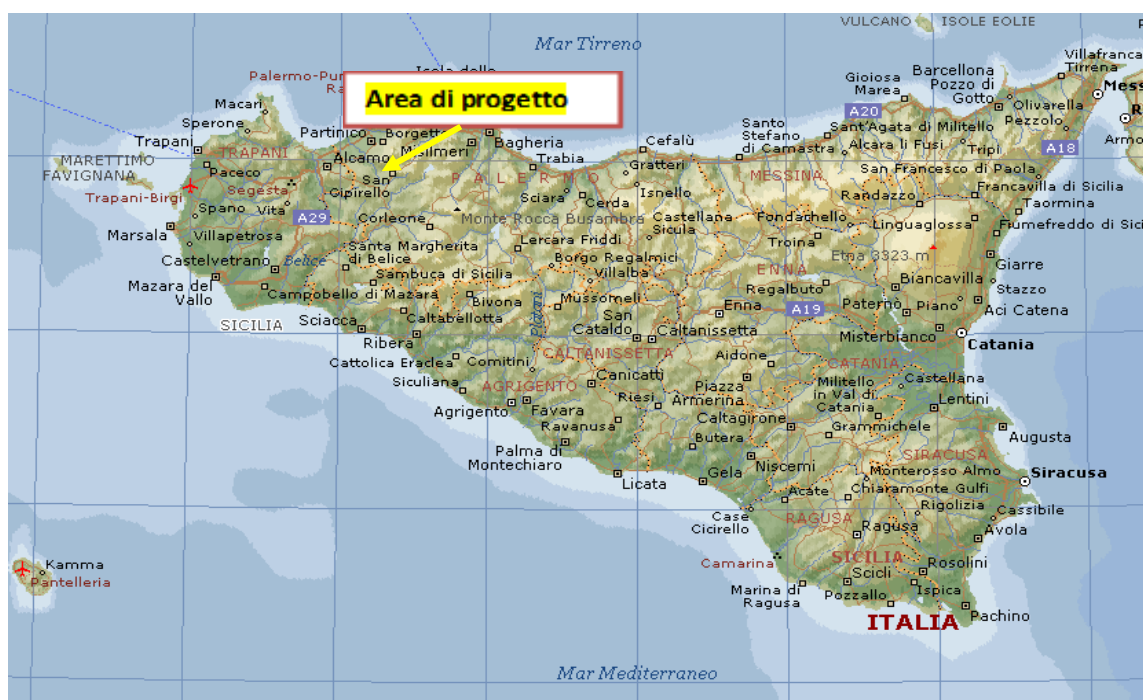 VULCANO
ISOLE EOLIE
Mar Tirreno
Villafranca
Tirrena
Barcellona
Pozzo di
Gotto
Gioiosa
Marea
Mess
Palermo-Pu
Area di progetto
Macari
A20
Olivarella
Sperone
Partinico
Borgetto
Santo
Stefano
di Camastra
Sant'Agata di Militello
Pezzolo
Trapani
TRAPANI
Misilmeri
Bagheria
Cefalù
Alcara li Fusi
Tripi
A18
MARETTIMO
FAVIGNANA
Paceco
Alcamo
Trabia
Gratteri
MESSINA
San Francesco di Paola
Trapani-Birgi
Segesta
San
Cipirello
PALERMO
Sciara
Cerda
Isnello
Randazzo
Francavilla di Sicilia
Spano
Vita
A29
Corleone
Monte Rocca Busambra
Castellana
Sicula
Fondachello
Taormina
Marsala
Villapetrosa
Lercara Friddi
Troina
Linguaglossa
Fiumefreddo di Sici
Santa Margherita
di Belice
Borgo Regalmici
Etna 3323 m
Castelvetrano
Belice
Villalba
ENNA
Giarre
Mazara del
Vallo
Sambuca di Sicilia
Regalbuto
Biancavilla
Campobello di Mazara
Bivona
Mussomeli
Enna
A19
Paternò
Piano
Stazzo
SICILIA
Sciacca
Caltabellotta
Platani
San
Cataldo
Aci Catena
Ribera
Caltanissetta
Misterbianco
Catania
Cattolica Eraclea
Comitini
CALTANISSETTA
Aidone
CATANIA
Siculiana
AGRIGENTO
Canicattì
Piazza
Armerina
Militello
in Val di
Catania
Castellana
Agrigento
Favara
Riesi
Lentini
Ravanusa
Caltagirone
Grammichele
Palma di
Montechiaro
Butera
Augusta
SIRACUSA
Licata
Gela
Niscemi
Monterosso Almo
Siracusa
Acate
Chiaramonte Gulfi
Case
Cicirello
RAGUSA
Rigolizia
Cassibile
Ragusa
Avola
Kamma
Camarina
SICILIA
Rosolini
Pantelleria
Scicli
Marina di
Ragusa
Pozzallo
Ispica
Pachino
ITALIA
Mar Mediterraneo